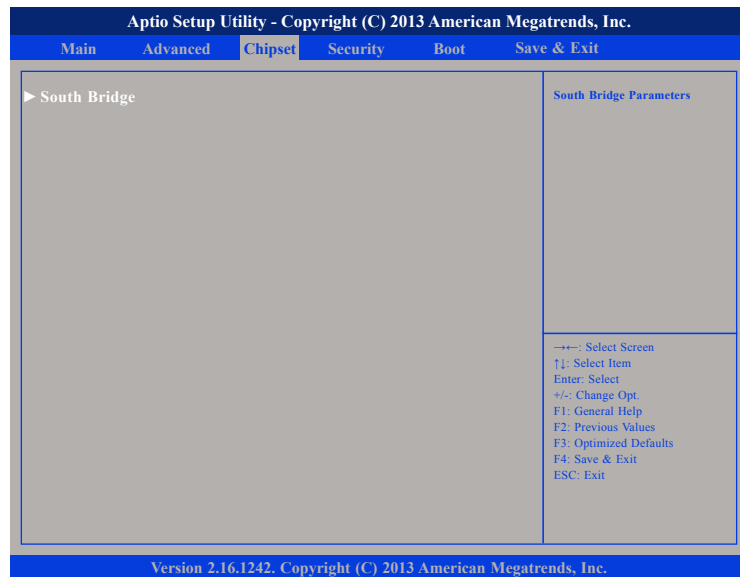 Aptio Setup Utility - Copyright (C) 2013 American Megatrends, Inc.
Main Advanced Chipset Security Boot Save & Exit
► South Bridge
South Bridge Parameters
→←: Select Screen
↑↓: Select Item
Enter: Select
+/-: Change Opt.
F1: General Help
F2: Previous Values
F3: Optimized Defaults
F4: Save & Exit
ESC: Exit
Version 2.16.1242. Copyright (C) 2013 American Megatrends, Inc.